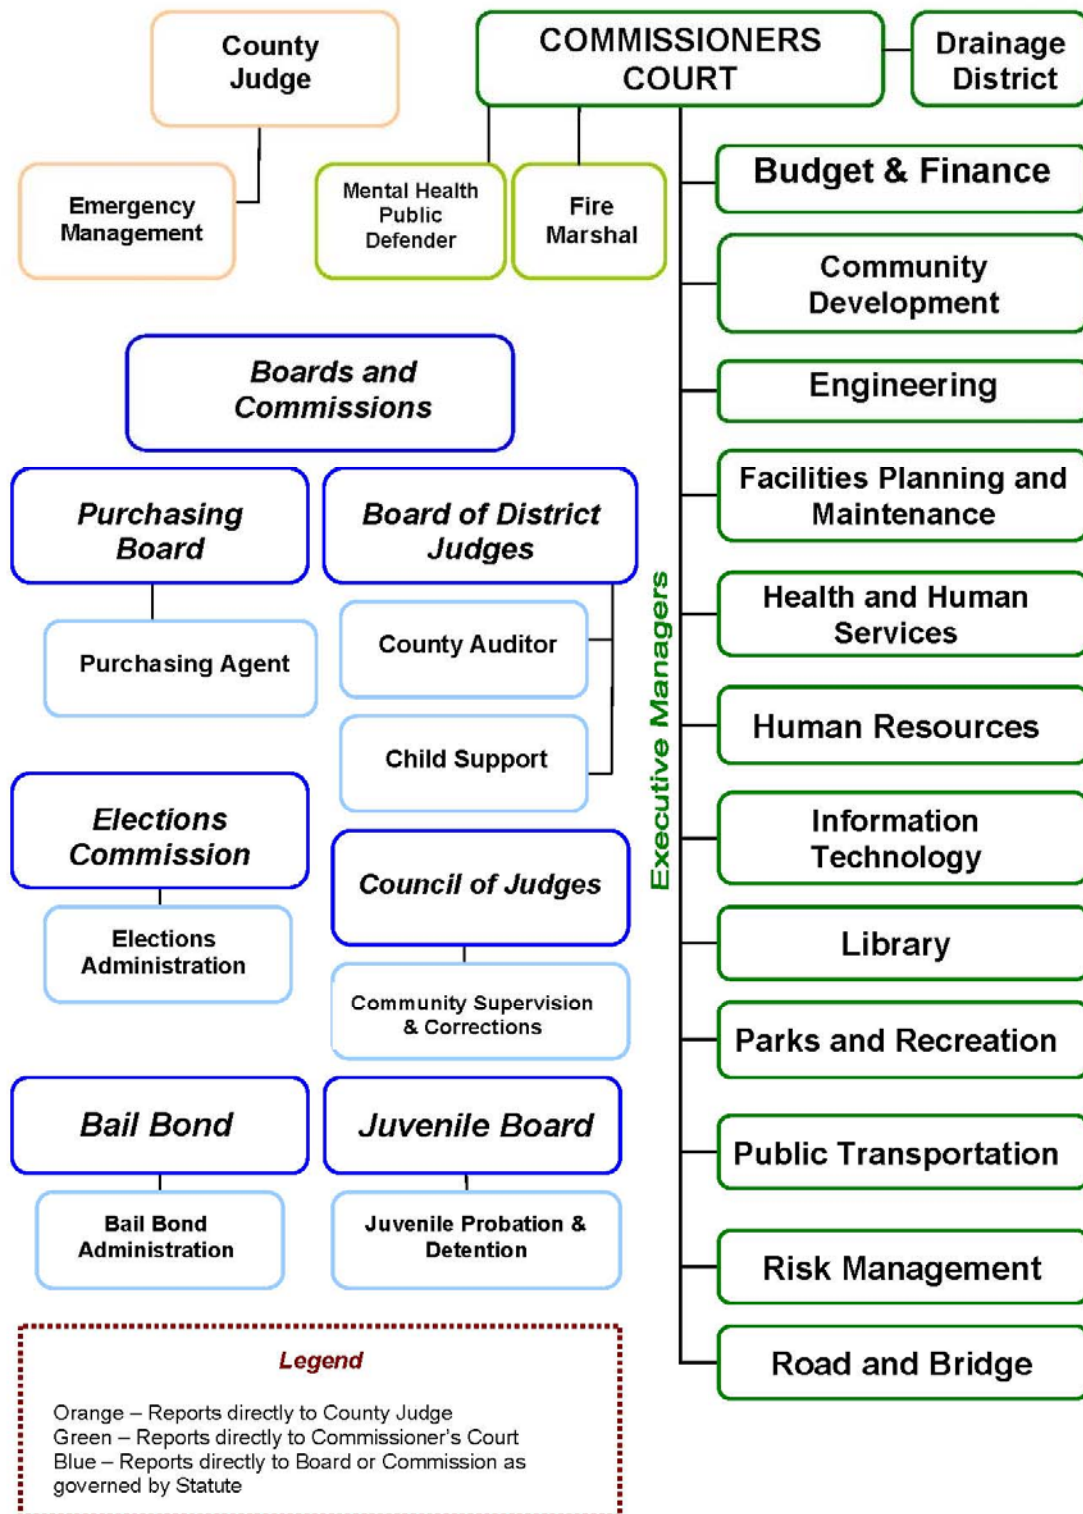 County
Judge
COMMISSIONERS
COURT
Drainage
District
Emergency
Management
Mental Health
Public
Defender
Fire
Marshal
Budget & Finance
Community
Development
Engineering
Facilities Planning and
Maintenance
Health and Human
Services
Human Resources
Information
Technology
Library
Parks and Recreation
Public Transportation
Risk Management
Road and Bridge
Executive Managers
Boards and
Commissions
Purchasing
Board
Purchasing Agent
Board of District
Judges
County Auditor
Child Support
Elections
Commission
Elections
Administration
Council of Judges
Community Supervision
& Corrections
Bail Bond
Bail Bond
Administration
Juvenile Board
Juvenile Probation &
Detention
Legend
Orange – Reports directly to County Judge
Green – Reports directly to Commissioner's Court
Blue – Reports directly to Board or Commission as
governed by Statute